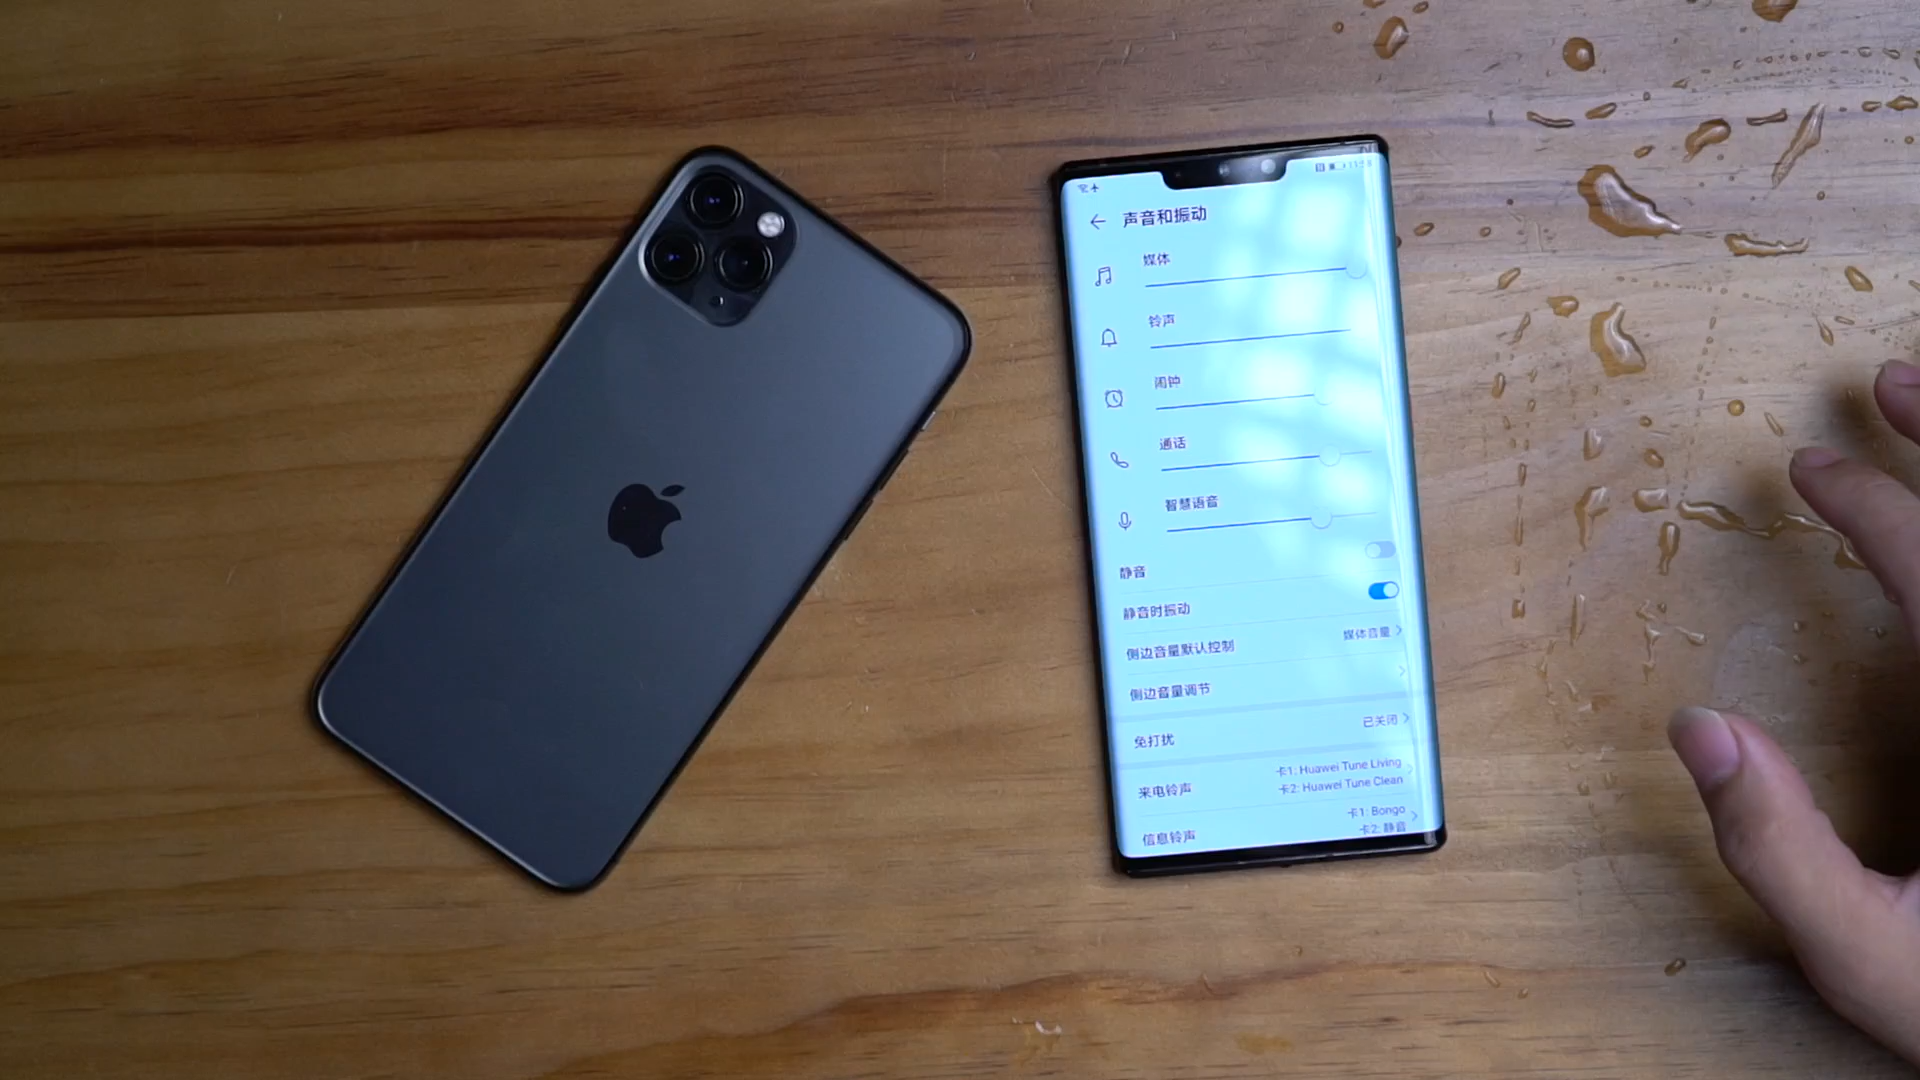 声音和振动
媒体
铃声
闹钟
通话
智慧语音
静音
静音时振动
侧边音量默认控制 媒体音量
侧边音量调节
免打扰 已关闭
来电铃声 卡1: Huawei Tune Living
卡2: Huawei Tune Clean
信息铃声 卡1: Bongo
卡2: 静音